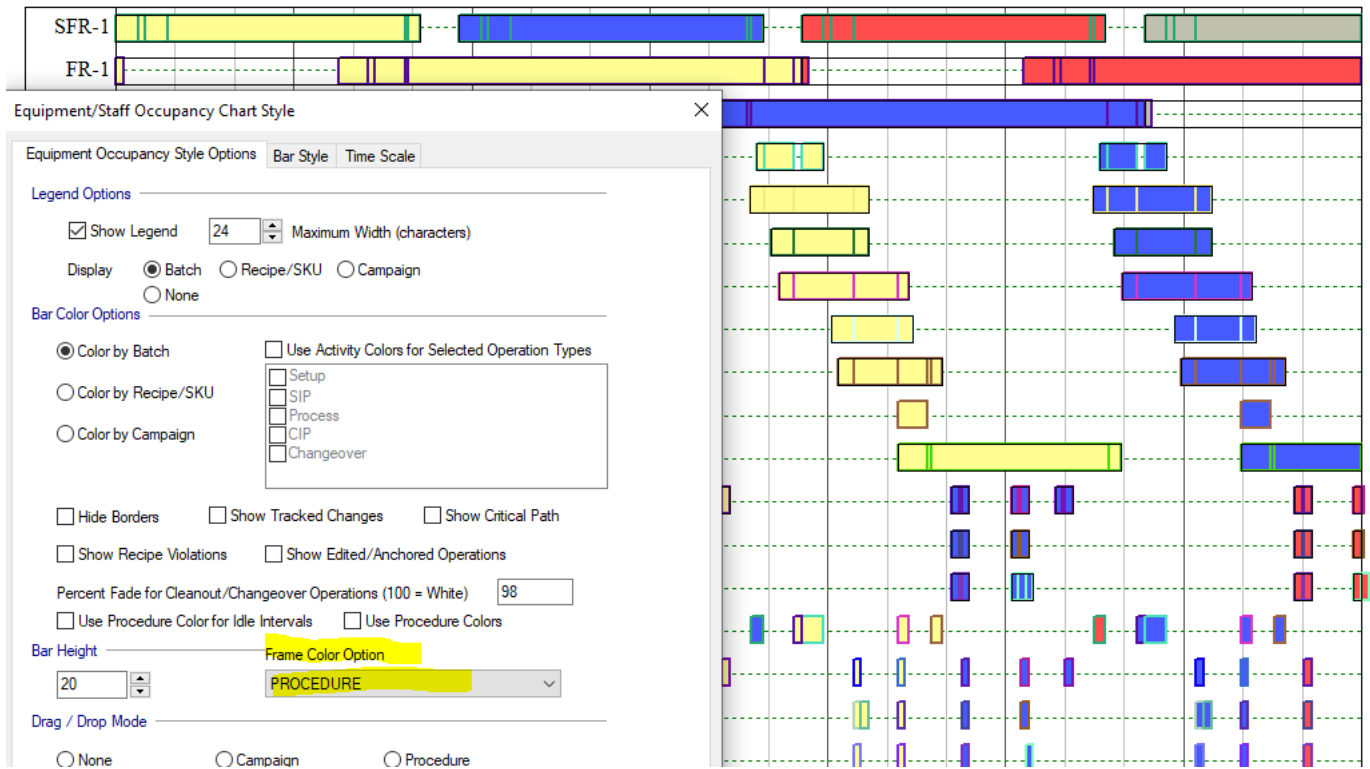 SFR-1
FR-1
Equipment/Staff Occupancy Chart Style
Equipment Occupancy Style Options Bar Style Time Scale
Legend Options
Show Legend 24 Maximum Width (characters)
Display Batch Recipe/SKU Campaign
None
Bar Color Options
Color by Batch Use Activity Colors for Selected Operation Types
Setup
Color by Recipe/SKU SIP
Process
Color by Campaign CIP
Changeover
Hide Borders Show Tracked Changes Show Critical Path
Show Recipe Violations Show Edited/Anchored Operations
Percent Fade for Cleanout/Changeover Operations (100 = White) 98
Use Procedure Color for Idle Intervals Use Procedure Colors
Bar Height Frame Color Option
20 PROCEDURE
Drag / Drop Mode
None Campaign Procedure